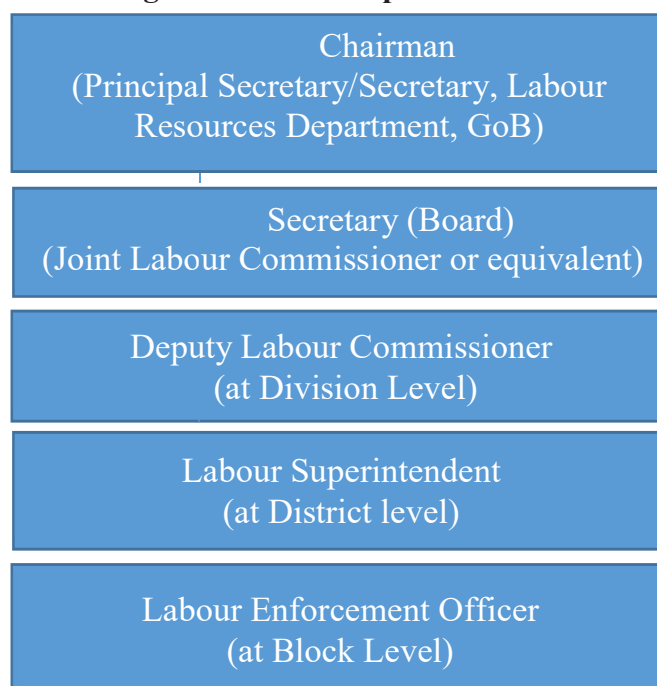 Chairman
(Principal Secretary/Secretary, Labour
Resources Department, GoB)
Secretary (Board)
(Joint Labour Commissioner or equivalent)
Deputy Labour Commissioner
(at Division Level)
Labour Superintendent
(at District level)
Labour Enforcement Officer
(at Block Level)